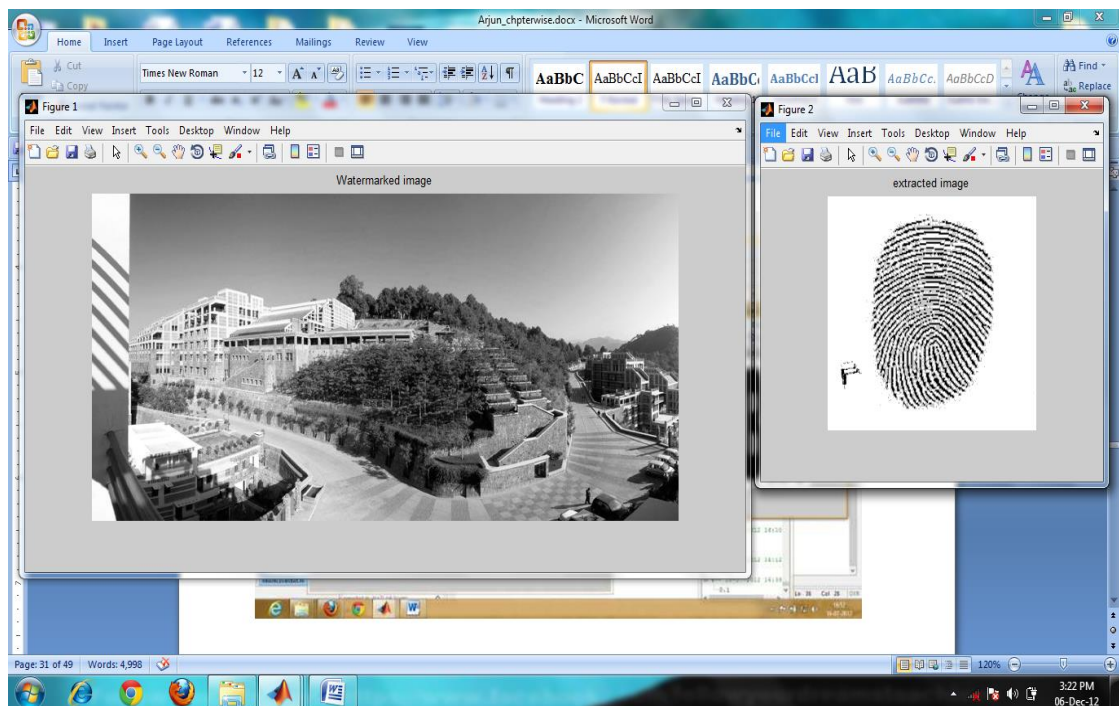 Arjun_chpterwise.docx - Microsoft Word
Home Insert Page Layout References Mailings Review View
Cut
Copy
Times New Roman 12
AaBbC AaBbCcI AaBbCcI AaBbC AaBbCcI AaB AaBbCc. AaBbCcD
Find
Replace
Figure 1
File Edit View Insert Tools Desktop Window Help
Watermarked image
Figure 2
File Edit View Insert Tools Desktop Window Help
extracted image
Page: 31 of 49 Words: 4,998
120%
3:22 PM
06-Dec-12